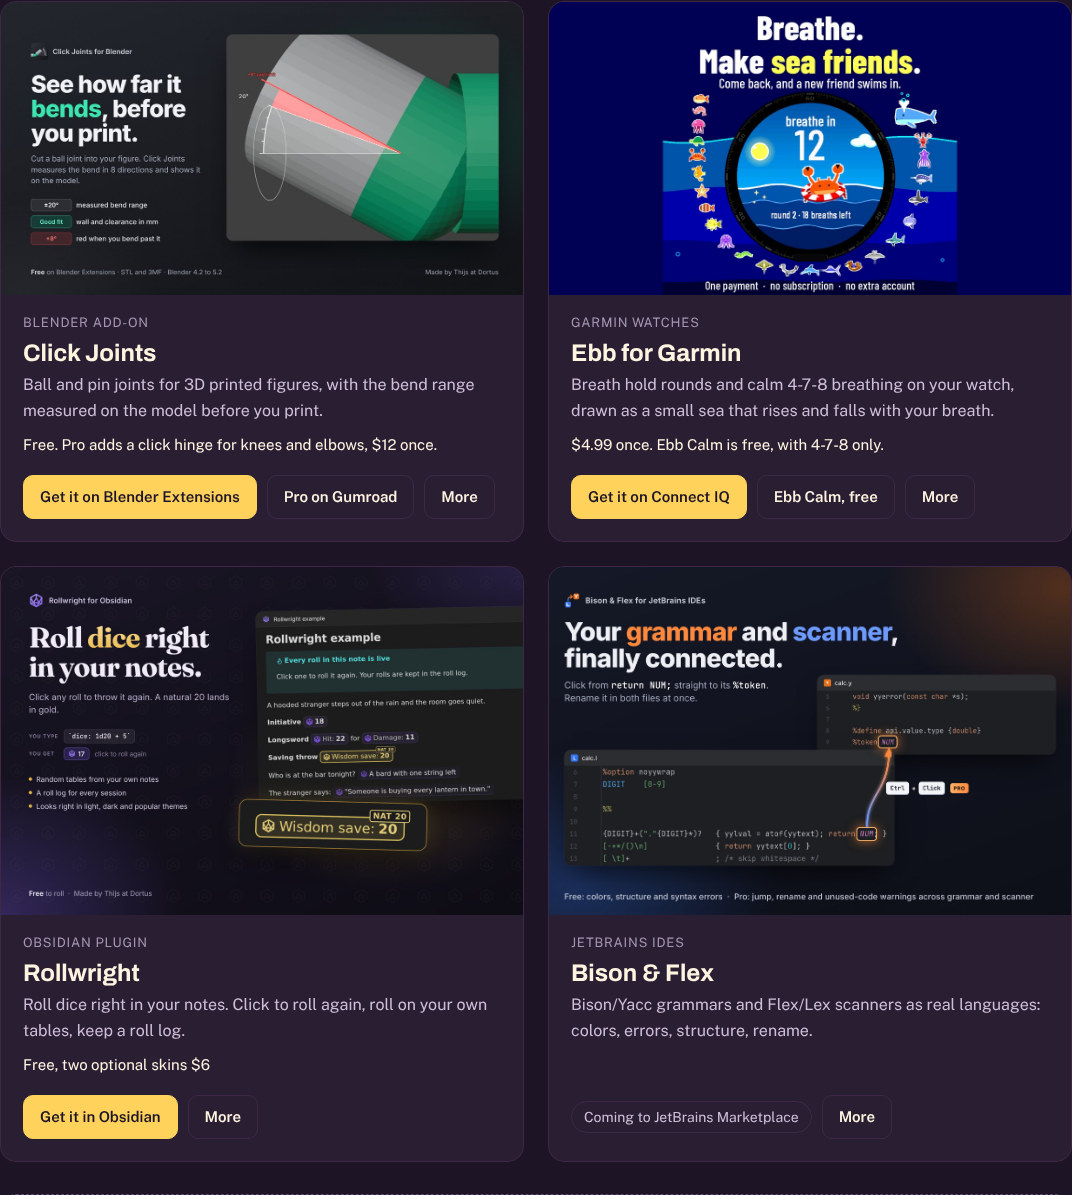 Click Joints for Blender
See how far it
bends, before
you print.
Cut a ball joint into your figure. Click Joints
measures the bend in 8 directions and shows it
on the model.
±20° measured bend range
Good fit wall and clearance in mm
+8° red when you bend past it
20°
Free on Blender Extensions · STL and 3MF · Blender 4.2 to 5.2
Made by Thijs at Dortus
BLENDER ADD-ON
Click Joints
Ball and pin joints for 3D printed figures, with the bend range
measured on the model before you print.
Free. Pro adds a click hinge for knees and elbows, $12 once.
Get it on Blender Extensions
Pro on Gumroad
More
Breathe.
Make sea friends.
Come back, and a new friend swims in.
breathe in
12
round 2 · 18 breaths left
One payment · no subscription · no extra account
GARMIN WATCHES
Ebb for Garmin
Breath hold rounds and calm 4-7-8 breathing on your watch,
drawn as a small sea that rises and falls with your breath.
$4.99 once. Ebb Calm is free, with 4-7-8 only.
Get it on Connect IQ
Ebb Calm, free
More
Rollwright for Obsidian
Roll dice right
in your notes.
Click any roll to throw it again. A natural 20 lands
in gold.
YOU TYPE `dice: 1d20 + 5`
YOU GET 17 click to roll again
Random tables from your own notes
A roll log for every session
Looks right in light, dark and popular themes
Free to roll · Made by Thijs at Dortus
Rollwright example
Rollwright example
Every roll in this note is live
Click one to roll it again. Your rolls are kept in the roll log.
A hooded stranger steps out of the rain and the room goes quiet.
Initiative 18
Longsword Hit: 22 for Damage: 11
NAT 20
Saving throw Wisdom save: 20
Who is at the bar tonight? A bard with one string left
The stranger says: "Someone is buying every lantern in town."
NAT 20
Wisdom save: 20
OBSIDIAN PLUGIN
Rollwright
Roll dice right in your notes. Click to roll again, roll on your own
tables, keep a roll log.
Free, two optional skins $6
Get it in Obsidian
More
Bison & Flex for JetBrains IDEs
Your grammar and scanner,
finally connected.
Click from return NUM; straight to its %token.
Rename it in both files at once.
calc.y
5 void yyerror(const char *s);
6 %}
7
8 %define api.value.type {double}
9 %token NUM
calc.l
6 %option noyywrap
7 DIGIT [0-9]
8
9 %%
10
11 {DIGIT}+("."{DIGIT}*)? { yylval = atof(yytext); return NUM; }
12 [-+*/()\n] { return yytext[0]; }
13 [ \t]+ ; /* skip whitespace */
Ctrl + Click PRO
Free: colors, structure and syntax errors · Pro: jump, rename and unused-code warnings across grammar and scanner
JETBRAINS IDES
Bison & Flex
Bison/Yacc grammars and Flex/Lex scanners as real languages:
colors, errors, structure, rename.
Coming to JetBrains Marketplace
More